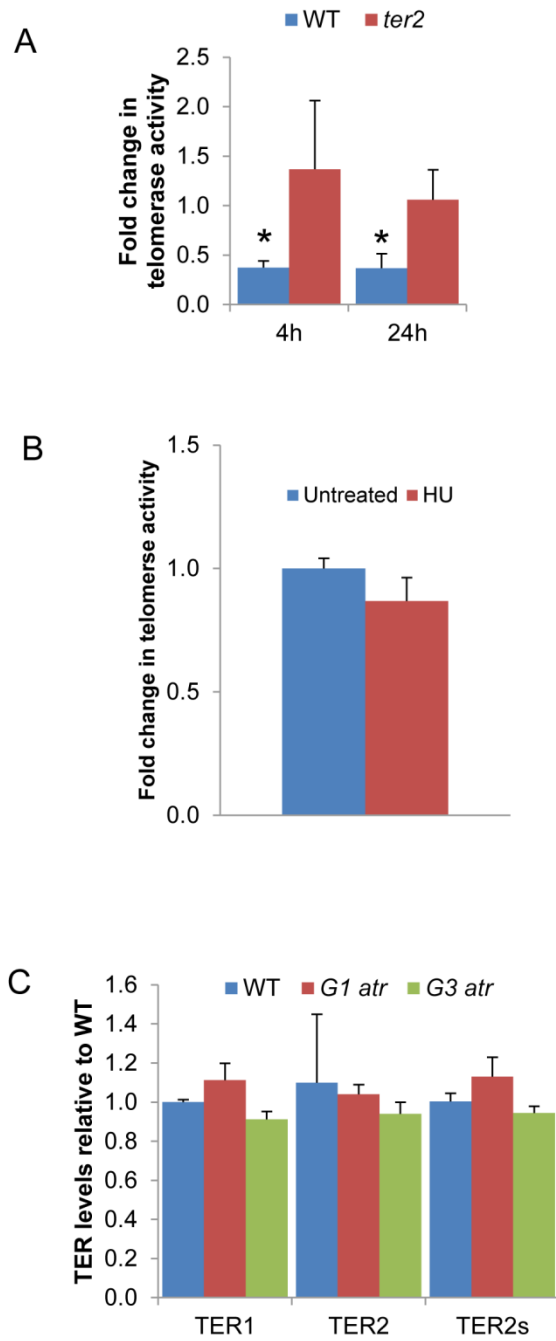 A
WT ter2
Fold change in
telomerase activity
2.5
2.0
1.5
1.0
0.5
0.0
* *
4h 24h
B
Fold change in telomerse activity
1.5
1.0
0.5
0.0
Untreated HU
C
TER levels relative to WT
1.6
1.4
1.2
1.0
0.8
0.6
0.4
0.2
0.0
WT G1 atr G3 atr
TER1 TER2 TER2s